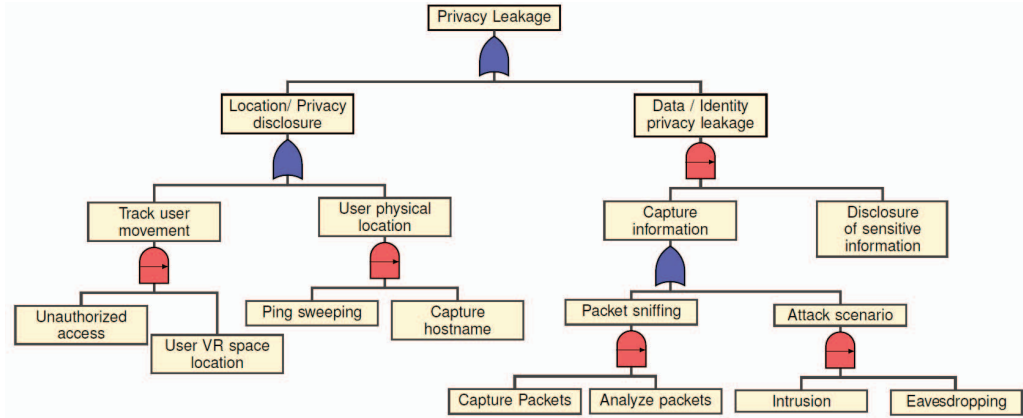 Privacy Leakage
Location/ Privacy
disclosure
Data / Identity
privacy leakage
Track user
movement
User physical
location
Capture
information
Disclosure
of sensitive
information
Unauthorized
access
User VR space
location
Ping sweeping
Capture
hostname
Packet sniffing
Attack scenario
Capture Packets
Analyze packets
Intrusion
Eavesdropping